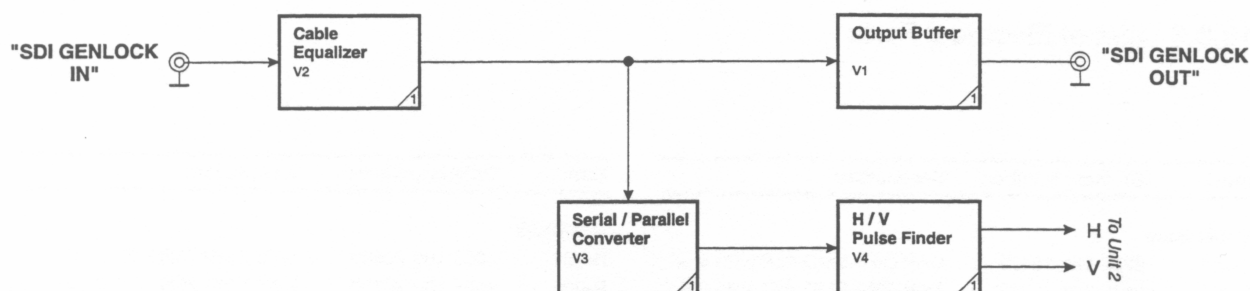 "SDI GENLOCK
IN"
Cable
Equalizer
V2
1
Output Buffer
V1
1
"SDI GENLOCK
OUT"
Serial / Parallel
Converter
V3
1
H / V
Pulse Finder
V4
1
H
V
To Unit 2